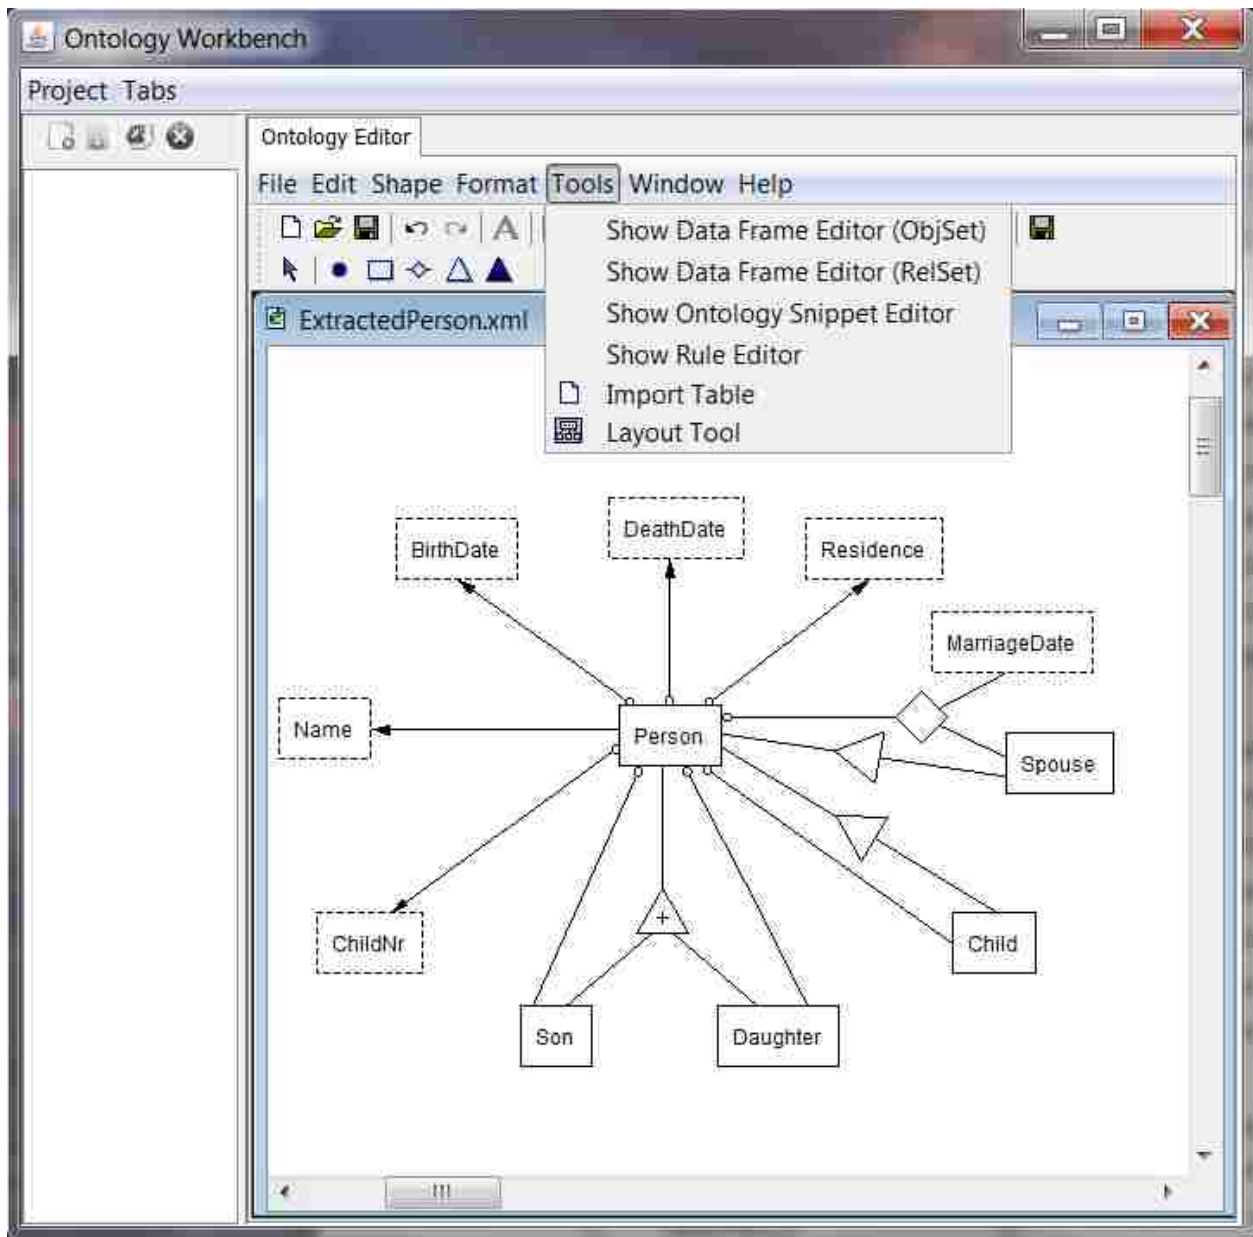 Ontology Workbench
Project Tabs
Ontology Editor
File Edit Shape Format Tools Window Help
A
Show Data Frame Editor (ObjSet)
Show Data Frame Editor (RelSet)
Show Ontology Snippet Editor
ExtractedPerson.xml
Show Rule Editor
Import Table
Layout Tool
DeathDate
BirthDate
Residence
MarriageDate
Name
Person
Spouse
ChildNr
+
Child
Son
Daughter